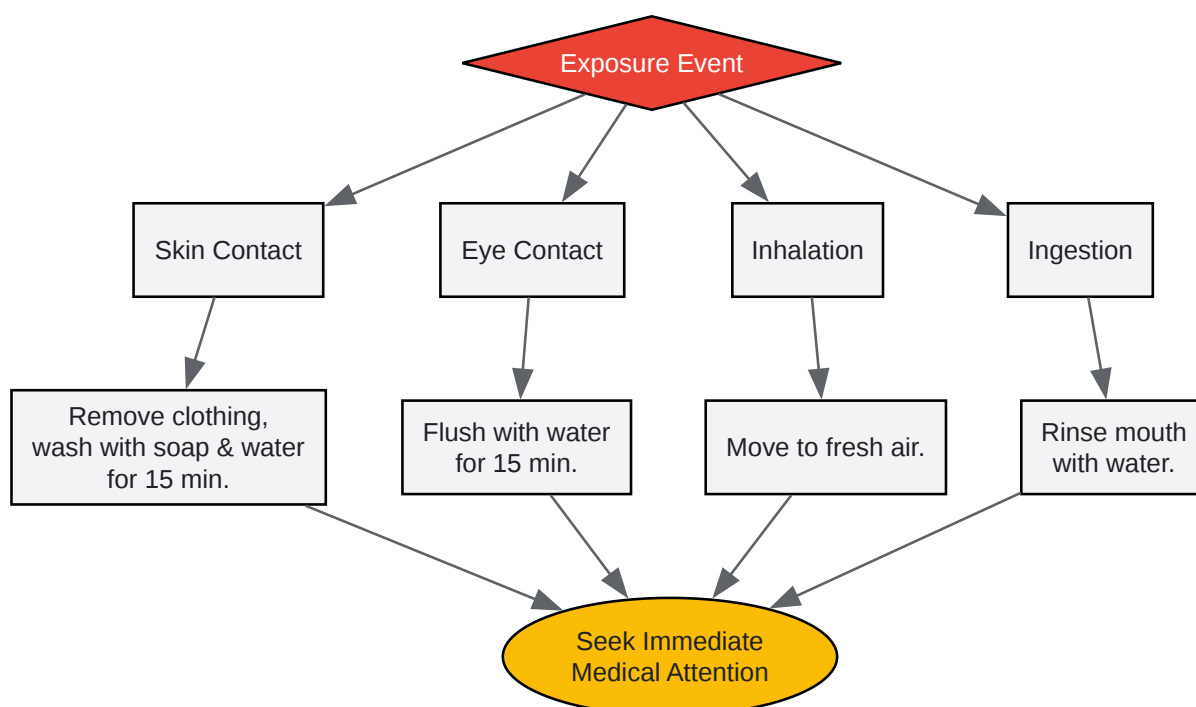 Exposure Event
Skin Contact
Eye Contact
Inhalation
Ingestion
Remove clothing,
wash with soap & water
for 15 min.
Flush with water
for 15 min.
Move to fresh air.
Rinse mouth
with water.
Seek Immediate
Medical Attention